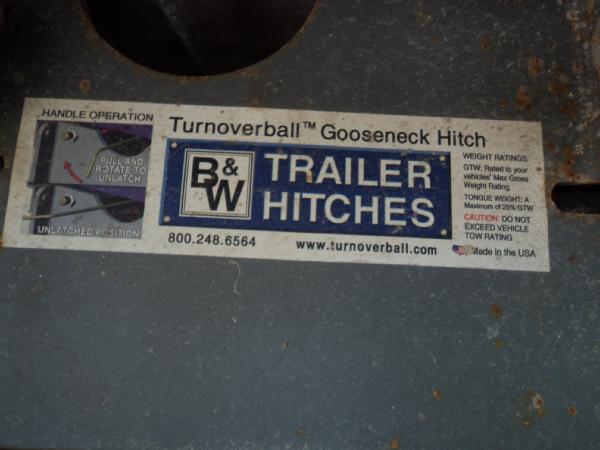 HANDLE OPERATION
PULL AND
ROTATE TO
UNLATCH
UNLATCHED POSITION
Turnoverball™ Gooseneck Hitch
B&W
TRAILER
HITCHES
800.248.6564
www.turnoverball.com
WEIGHT RATINGS:
GTW: Rated to your
vehicles' Max Gross
Weight Rating
TONGUE WEIGHT: A
Maximum of 25% GTW
CAUTION: DO NOT
EXCEED VEHICLE
TOW RATING
Made in the USA